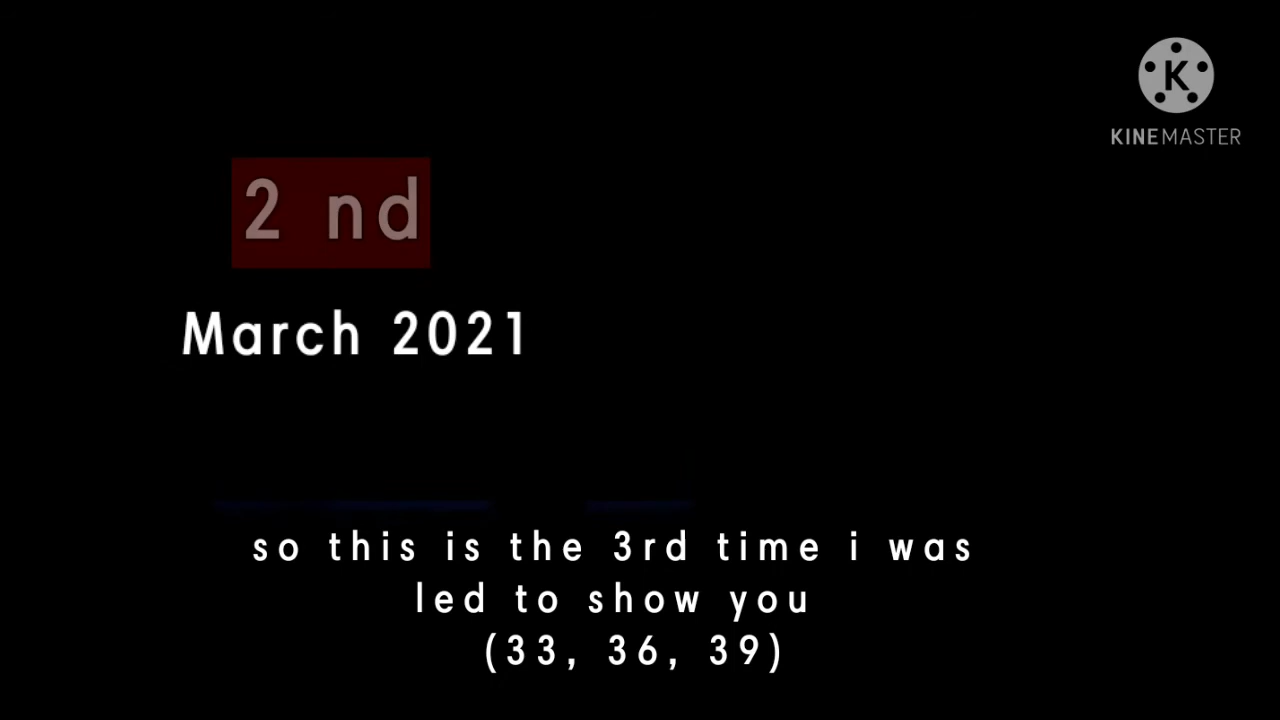 K
KINEMASTER
2 nd
March 2021
so this is the 3rd time i was
led to show you
(33, 36, 39)